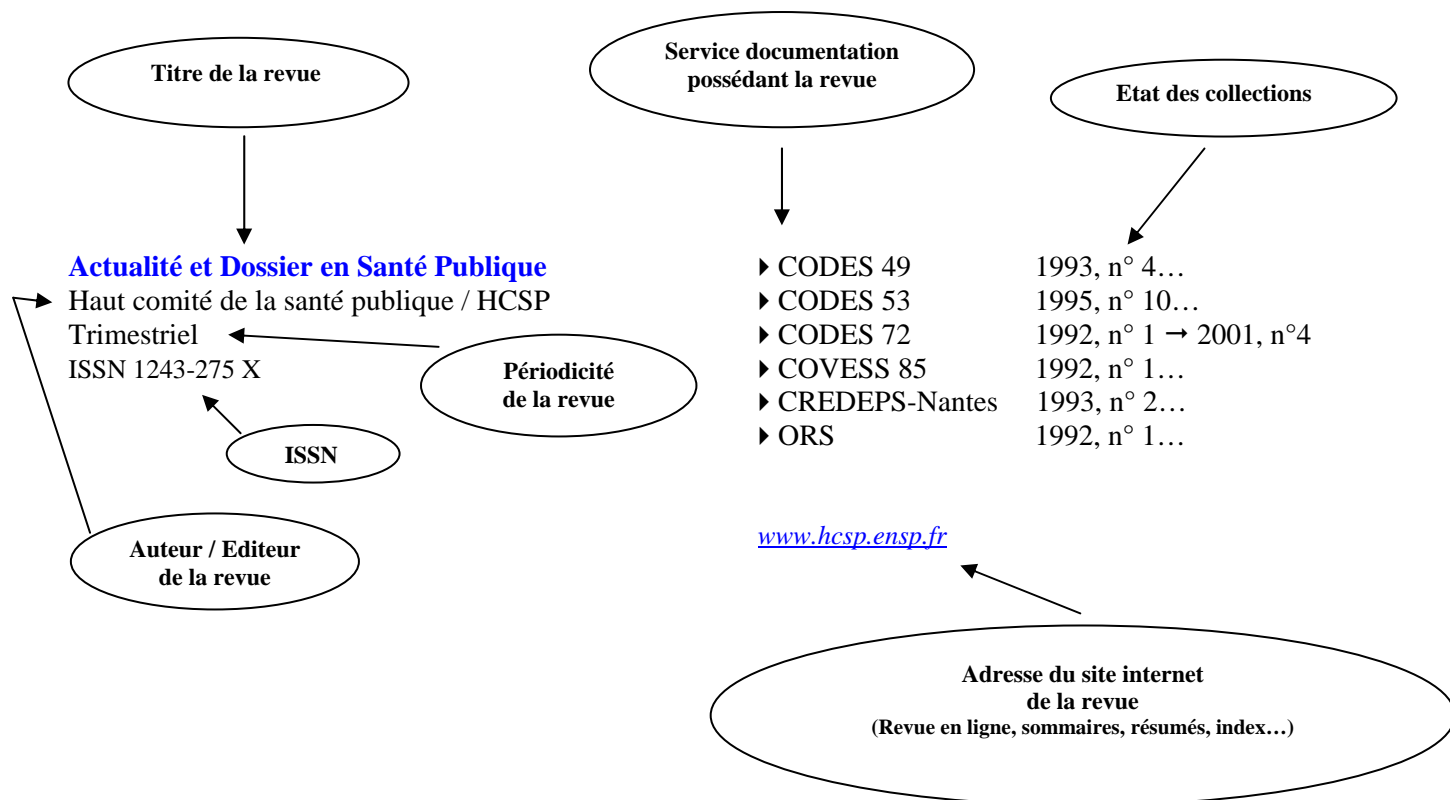 Titre de la revue
Service documentation
possédant la revue
Etat des collections
Actualité et Dossier en Santé Publique
Haut comité de la santé publique / HCSP
Trimestriel
ISSN 1243-275 X
CODES 49 1993, n° 4…
CODES 53 1995, n° 10…
CODES 72 1992, n° 1 → 2001, n°4
COVESS 85 1992, n° 1…
CREDEPS-Nantes 1993, n° 2…
ORS 1992, n° 1…
Périodicité
de la revue
ISSN
Auteur / Editeur
de la revue
www.hcsp.ensp.fr
Adresse du site internet
de la revue
(Revue en ligne, sommaires, résumés, index…)